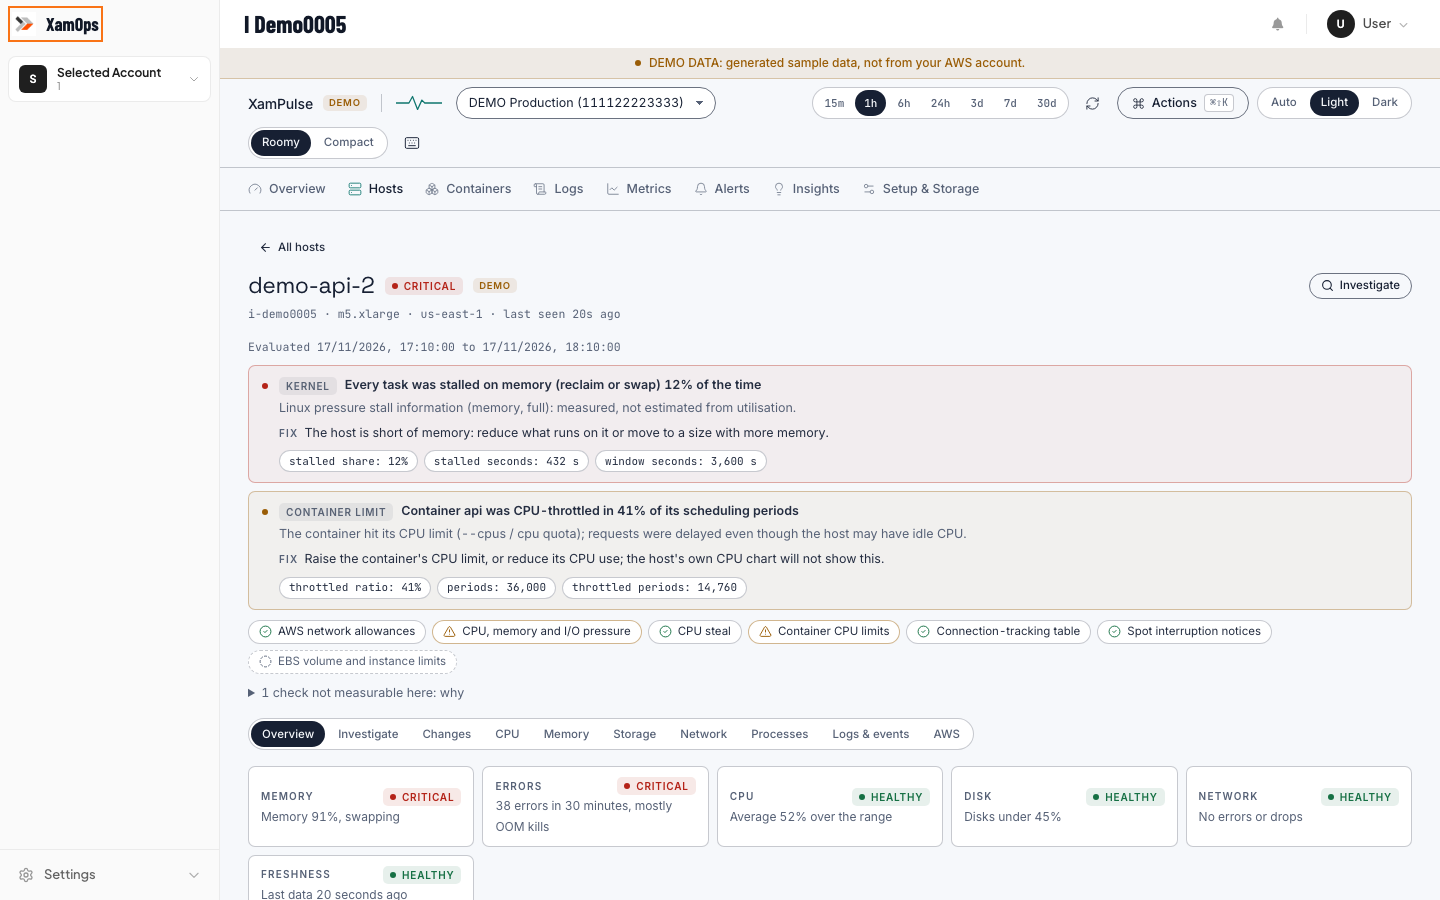 XamOps
I Demo0005
U User
S Selected Account
1
DEMO DATA: generated sample data, not from your AWS account.
XamPulse DEMO DEMO Production (111122223333) 15m 1h 6h 24h 3d 7d 30d Actions ⌘⇧K Auto Light Dark
Roomy Compact
Overview Hosts Containers Logs Metrics Alerts Insights Setup & Storage
← All hosts
demo-api-2 CRITICAL DEMO Investigate
i-demo0005 · m5.xlarge · us-east-1 · last seen 20s ago
Evaluated 17/11/2026, 17:10:00 to 17/11/2026, 18:10:00
KERNEL Every task was stalled on memory (reclaim or swap) 12% of the time
Linux pressure stall information (memory, full): measured, not estimated from utilisation.
FIX The host is short of memory: reduce what runs on it or move to a size with more memory.
stalled share: 12% stalled seconds: 432 s window seconds: 3,600 s
CONTAINER LIMIT Container api was CPU-throttled in 41% of its scheduling periods
The container hit its CPU limit (--cpus / cpu quota); requests were delayed even though the host may have idle CPU.
FIX Raise the container's CPU limit, or reduce its CPU use; the host's own CPU chart will not show this.
throttled ratio: 41% periods: 36,000 throttled periods: 14,760
AWS network allowances CPU, memory and I/O pressure CPU steal Container CPU limits Connection-tracking table Spot interruption notices
EBS volume and instance limits
1 check not measurable here: why
Overview Investigate Changes CPU Memory Storage Network Processes Logs & events AWS
MEMORY CRITICAL
Memory 91%, swapping
ERRORS CRITICAL
38 errors in 30 minutes, mostly
OOM kills
CPU HEALTHY
Average 52% over the range
DISK HEALTHY
Disks under 45%
NETWORK HEALTHY
No errors or drops
FRESHNESS HEALTHY
Last data 20 seconds ago
Settings